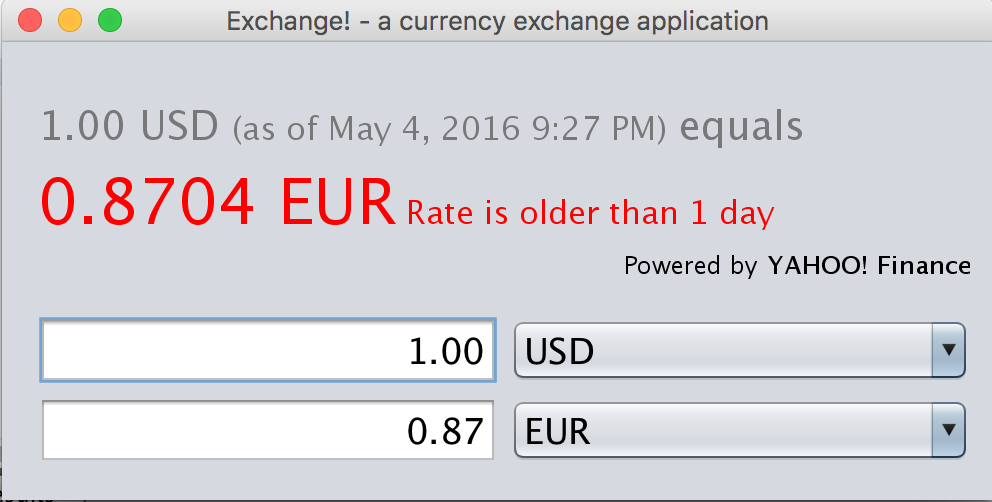 Exchange! - a currency exchange application
1.00 USD (as of May 4, 2016 9:27 PM) equals
0.8704 EUR Rate is older than 1 day
Powered by YAHOO! Finance
1.00 USD
0.87 EUR